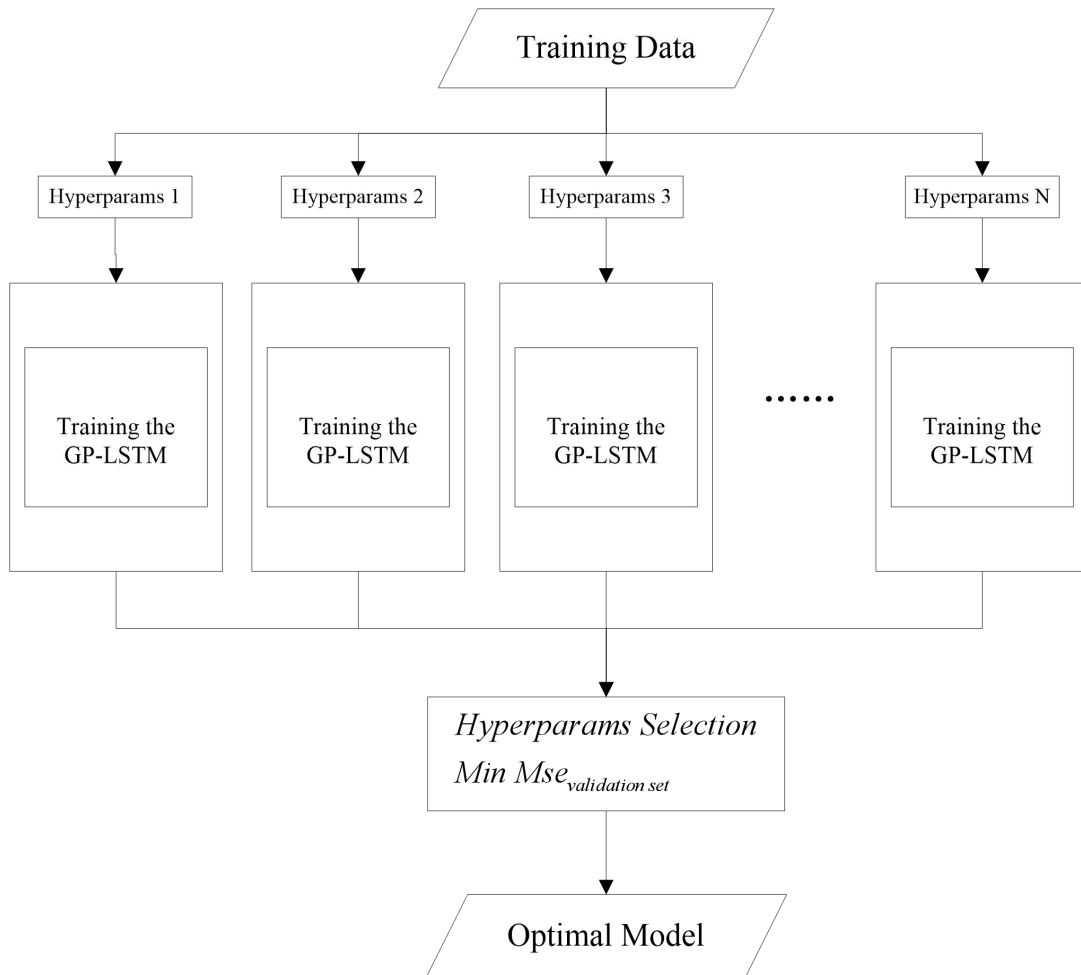 Training Data
Hyperparams 1
Hyperparams 2
Hyperparams 3
Hyperparams N
Training the
GP-LSTM
Training the
GP-LSTM
Training the
GP-LSTM
......
Training the
GP-LSTM
Hyperparams Selection
Min Mse validation set
Optimal Model